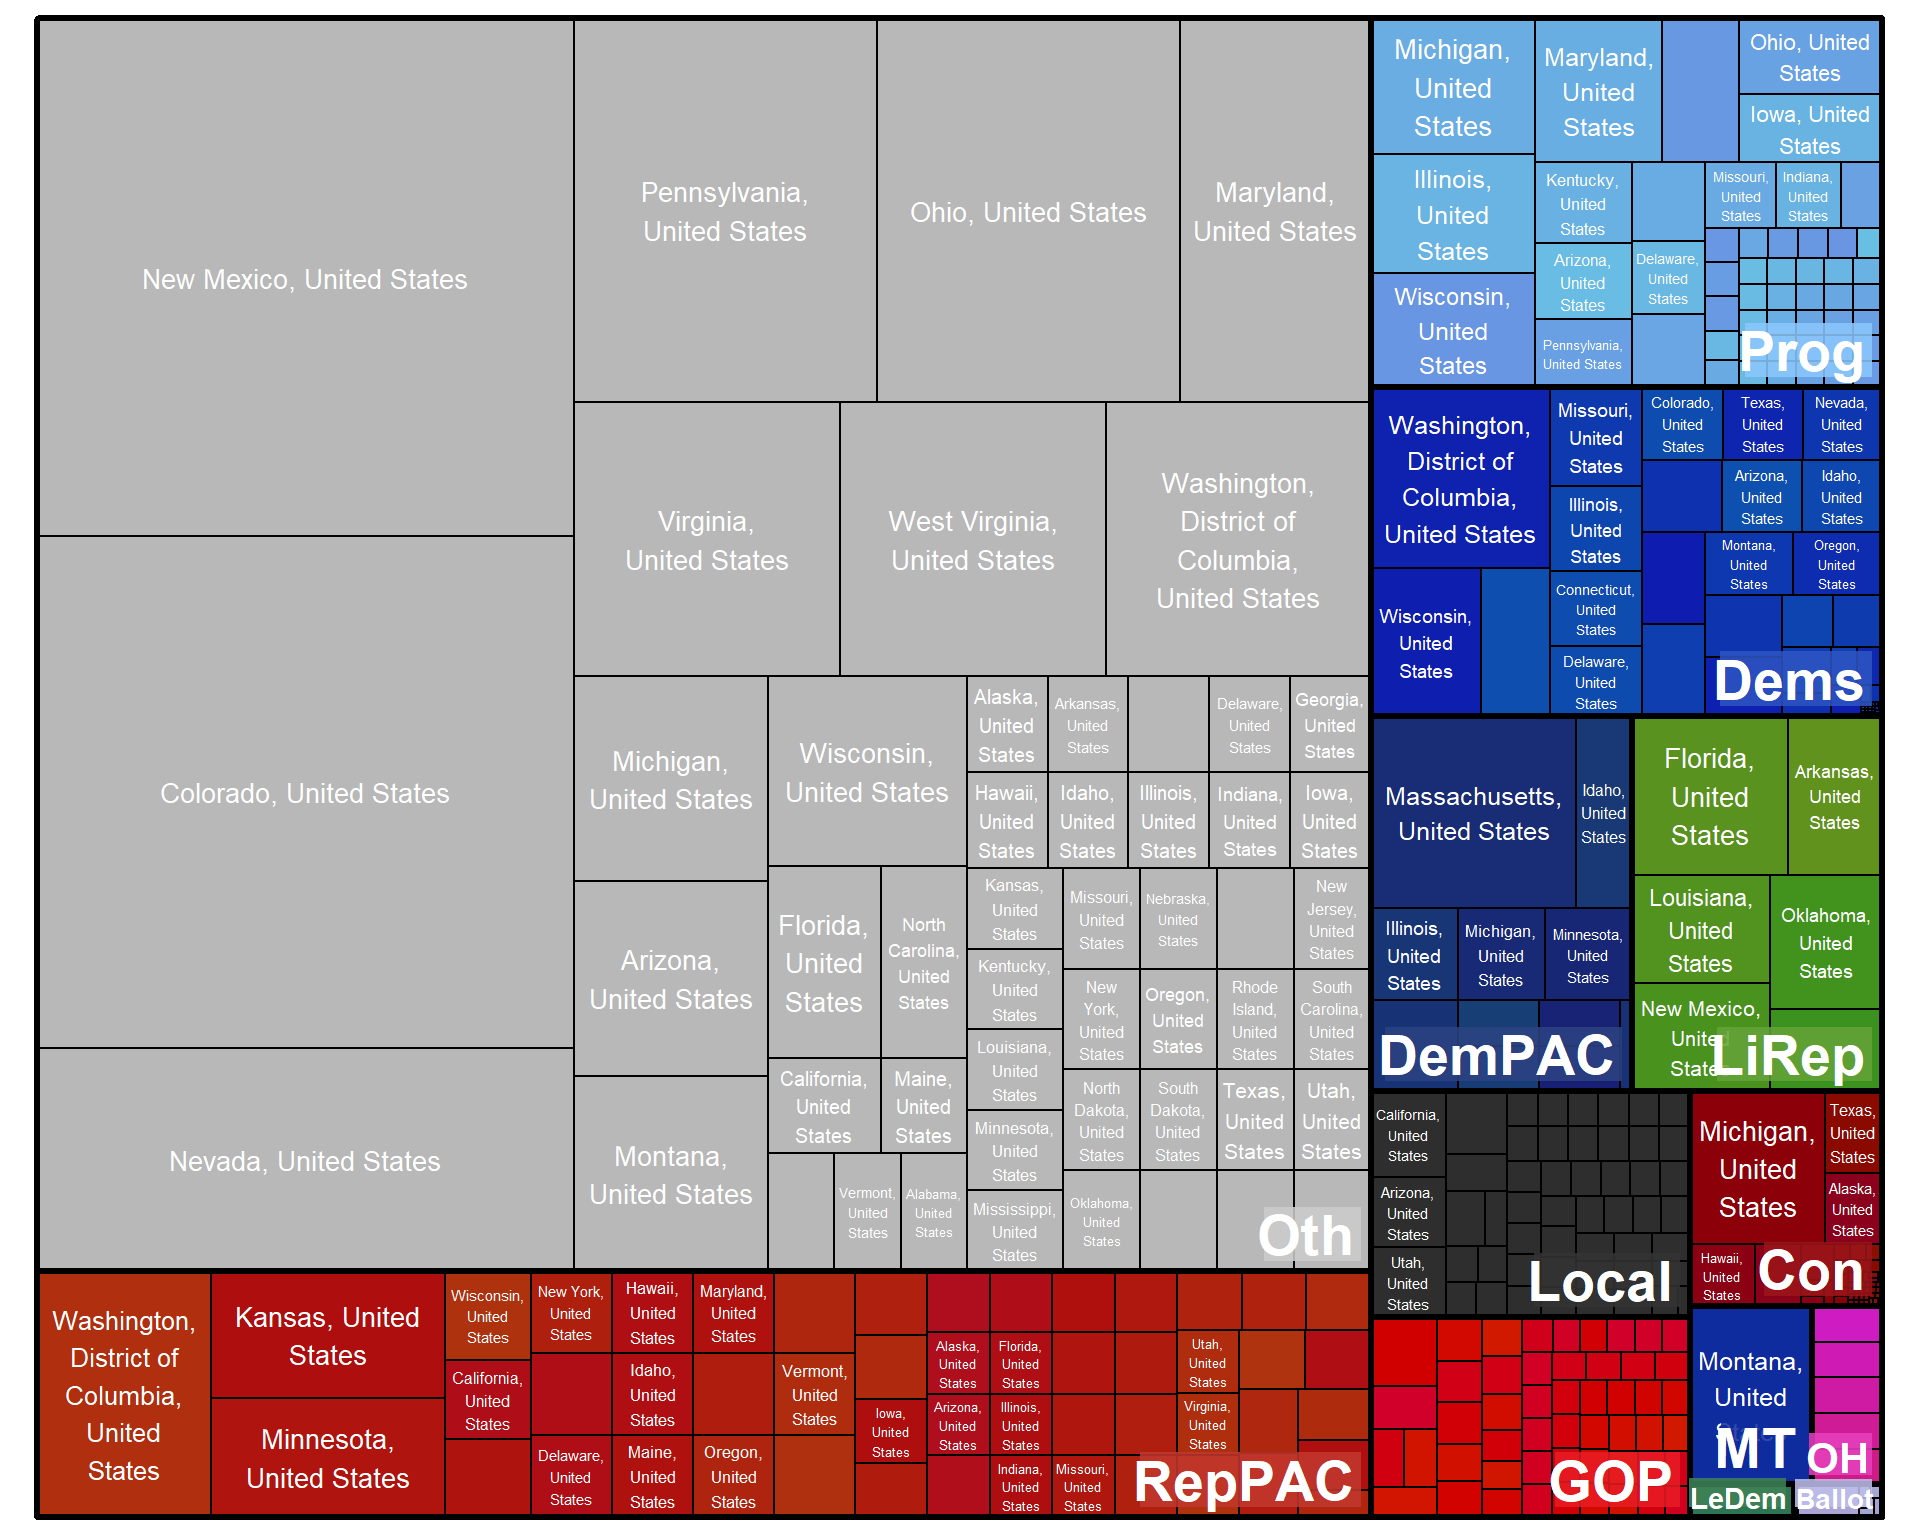 New Mexico, United States
Colorado, United States
Nevada, United States
Pennsylvania,
United States
Ohio, United States
Maryland,
United States
Virginia,
United States
West Virginia,
United States
Washington,
District of
Columbia,
United States
Michigan,
United States
Arizona,
United States
Montana,
United States
Wisconsin,
United States
Florida,
United
States
North
Carolina,
United
States
California,
United
States
Maine,
United
States
Vermont,
United
States
Alabama,
United
States
Alaska,
United
States
Arkansas,
United
States
Delaware,
United
States
Georgia,
United
States
Hawaii,
United
States
Idaho,
United
States
Illinois,
United
States
Indiana,
United
States
Iowa,
United
States
Kansas,
United
States
Kentucky,
United
States
Louisiana,
United
States
Minnesota,
United
States
Mississippi,
United
States
Missouri,
United
States
Nebraska,
United
States
New
Jersey,
United
States
New
York,
United
States
Oregon,
United
States
Rhode
Island,
United
States
South
Carolina,
United
States
North
Dakota,
United
States
South
Dakota,
United
States
Texas,
United
States
Utah,
United
States
Oklahoma,
United
States
Oth
Michigan,
United
States
Illinois,
United
States
Wisconsin,
United
States
Maryland,
United
States
Ohio, United
States
Iowa, United
States
Kentucky,
United
States
Arizona,
United
States
Pennsylvania,
United States
Delaware,
United
States
Missouri,
United
States
Indiana,
United
States
Prog
Washington,
District of
Columbia,
United States
Wisconsin,
United
States
Missouri,
United
States
Illinois,
United
States
Connecticut,
United
States
Delaware,
United
States
Colorado,
United
States
Texas,
United
States
Nevada,
United
States
Arizona,
United
States
Idaho,
United
States
Montana,
United
States
Oregon,
United
States
Dems
Massachusetts,
United States
Idaho,
United
States
Illinois,
United
States
Michigan,
United
States
Minnesota,
United
States
DemPAC
Florida,
United
States
Arkansas,
United
States
Louisiana,
United
States
Oklahoma,
United
States
New Mexico,
United
States
LiRep
California,
United
States
Arizona,
United
States
Utah,
United
States
Local
Michigan,
United
States
Texas,
United
States
Alaska,
United
States
Hawaii,
United
States
Con
Washington,
District of
Columbia,
United
States
Kansas, United
States
Minnesota,
United States
Wisconsin,
United
States
California,
United
States
New York,
United
States
Delaware,
United
States
Hawaii,
United
States
Idaho,
United
States
Maine,
United
States
Maryland,
United
States
Oregon,
United
States
Vermont,
United
States
Iowa,
United
States
Alaska,
United
States
Florida,
United
States
Arizona,
United
States
Illinois,
United
States
Indiana,
United
States
Missouri,
United
States
Utah,
United
States
Virginia,
United
States
RepPAC
GOP
Montana,
United
States
MT
OH
LeDem
Ballot